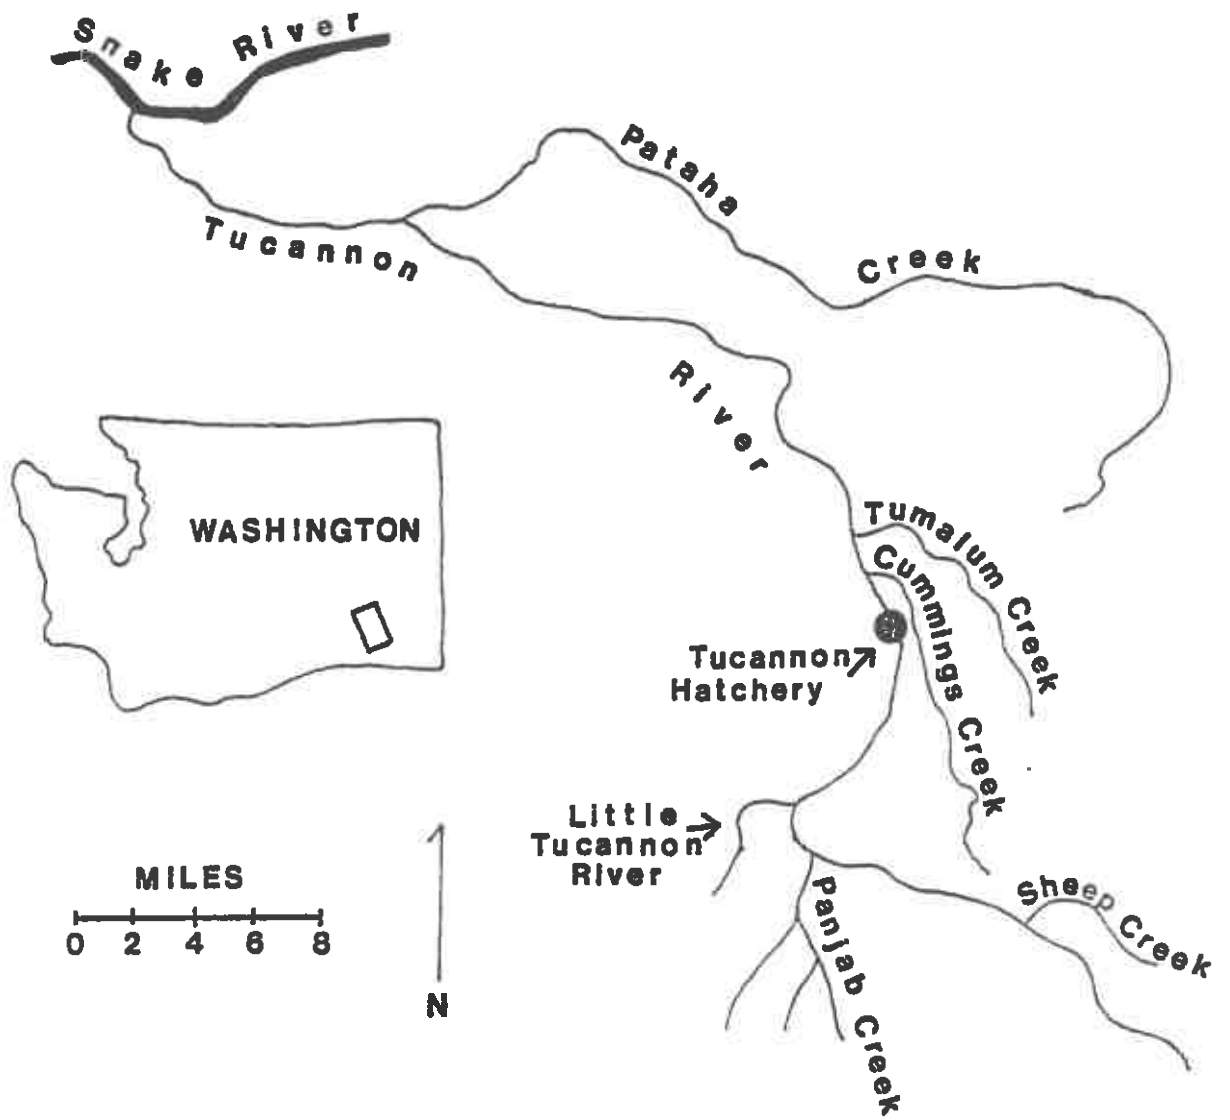 Snake River
Pataha Creek
Tucannon River
WASHINGTON
Tumalum Creek
Cummings Creek
Tucannon
Hatchery
Little
Tucannon
River
MILES
0 2 4 6 8
N
Panjab Creek
Sheep Creek